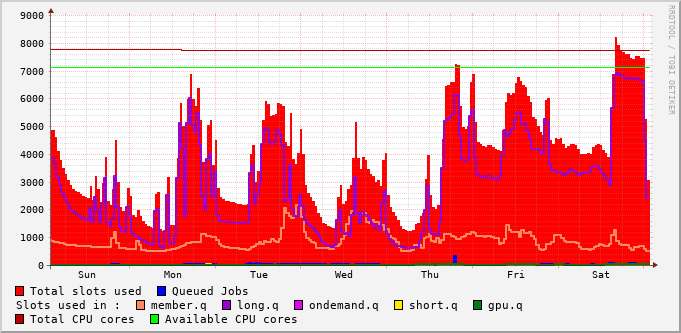 9000
8000
7000
6000
5000
4000
3000
2000
1000
0
Sun Mon Tue Wed Thu Fri Sat
RRDTOOL / TOBI OETIKER
Total slots used Queued Jobs
Slots used in : member.q long.q ondemand.q short.q gpu.q
Total CPU cores Available CPU cores